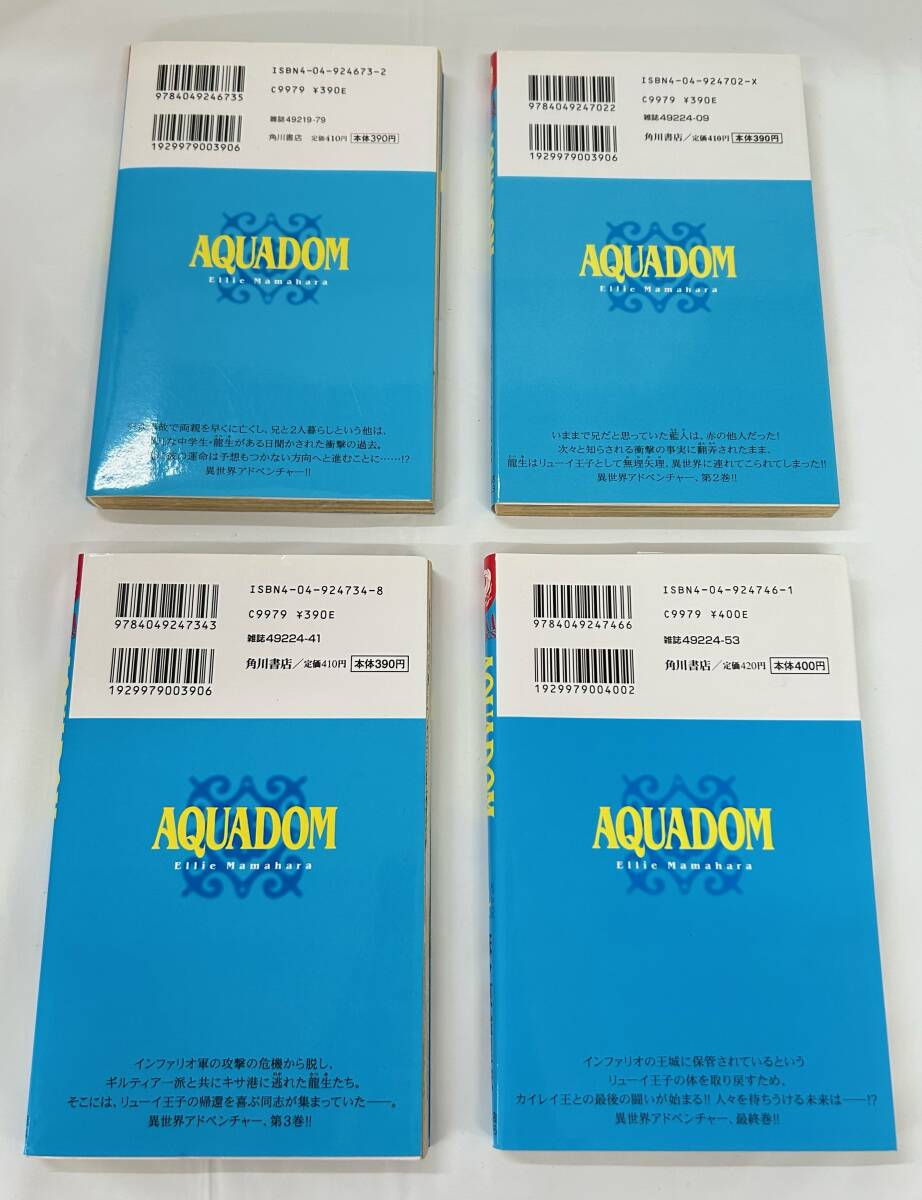 ISBN4-04-924673-2
9784049246735
C9979 ¥390E
雑誌49219-79
角川書店 定価410円 本体390円
1929979003906
AQUADOM
Ellie Mamahara
故で両親を早くに亡くし、兄と2人暮らしという他は、
な中学生・龍生がある日聞かされた衝撃の過去。
の運命は予想もつかない方向へと進むことに……!?
異世界アドベンチャー!!
ISBN4-04-924702-X
9784049247022
C9979 ¥390E
雑誌49224-09
角川書店/定価410円 本体390円
1929979003906
AQUADOM
Ellie Mamahara
いままで兄だと思っていた藍人は、赤の他人だった!
次々と知らされる衝撃の事実に翻弄されたまま、
龍生はリューイ王子として無理矢理、異世界に連れてこられてしまった!!
異世界アドベンチャー、第2巻!!
ISBN4-04-924734-8
9784049247343
C9979 ¥390E
雑誌49224-41
角川書店/定価410円 本体390円
1929979003906
AQUADOM
Ellie Mamahara
インファリオ軍の攻撃の危機から脱し、
ギルティア一派と共にキサ港に逃れた龍生たち。
そこには、リューイ王子の帰還を喜ぶ同志が集まっていた――。
異世界アドベンチャー、第3巻!!
ISBN4-04-924746-1
9784049247466
C9979 ¥400E
雑誌49224-53
角川書店/定価420円 本体400円
1929979004002
AQUADOM
AQUADOM
Ellie Mamahara
インファリオの王城に保管されているという
リューイ王子の体を取り戻すため、
カイレイ王との最後の闘いが始まる!! 人々を待ちうける未来は――!?
異世界アドベンチャー、最終巻!!